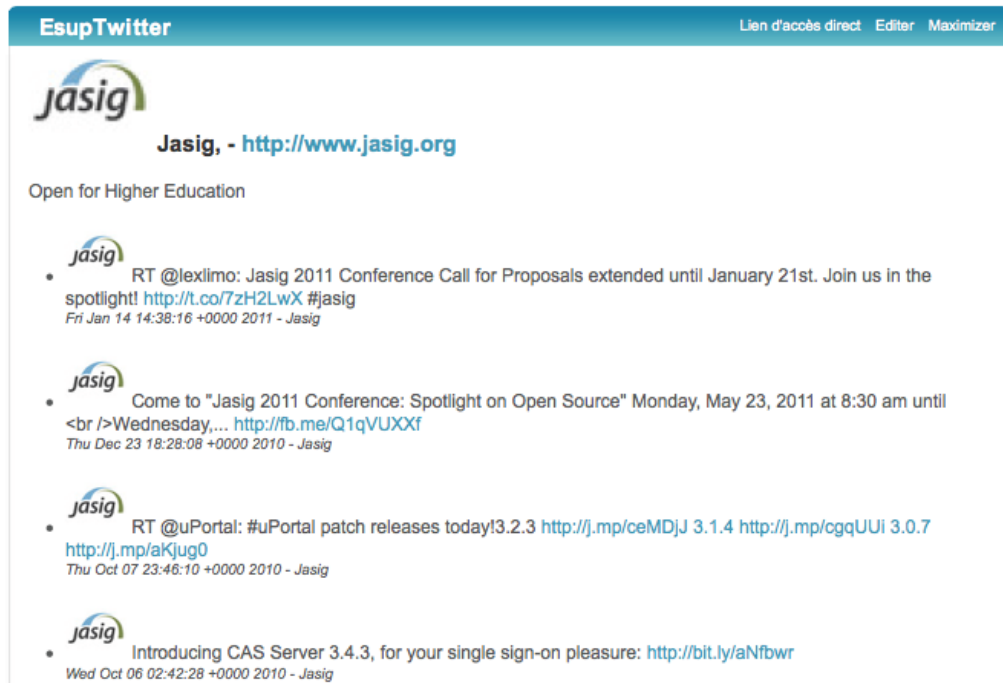 EsupTwitter Lien d'accès direct Editer Maximizer
jasig
Jasig, - http://www.jasig.org
Open for Higher Education
jasig
• RT @lexlimo: Jasig 2011 Conference Call for Proposals extended until January 21st. Join us in the
spotlight! http://t.co/7zH2LwX #jasig
Fri Jan 14 14:38:16 +0000 2011 - Jasig
jasig
• Come to "Jasig 2011 Conference: Spotlight on Open Source" Monday, May 23, 2011 at 8:30 am until
<br />Wednesday,... http://fb.me/Q1qVUXXf
Thu Dec 23 18:28:08 +0000 2010 - Jasig
jasig
• RT @uPortal: #uPortal patch releases today!3.2.3 http://j.mp/ceMDjJ 3.1.4 http://j.mp/cgqUUi 3.0.7
http://j.mp/aKjug0
Thu Oct 07 23:46:10 +0000 2010 - Jasig
jasig
• Introducing CAS Server 3.4.3, for your single sign-on pleasure: http://bit.ly/aNfbwr
Wed Oct 06 02:42:28 +0000 2010 - Jasig